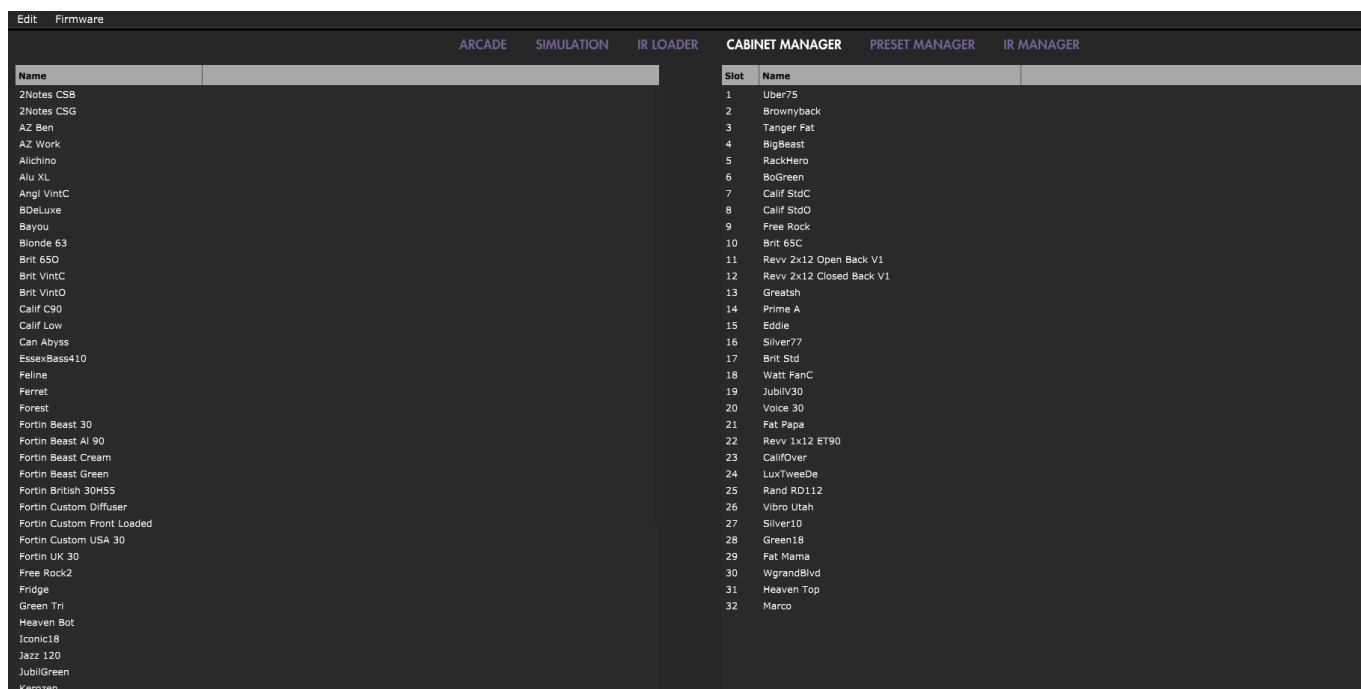 Edit Firmware
ARCADE SIMULATION IR LOADER CABINET MANAGER PRESET MANAGER IR MANAGER
Name
2Notes CSB
2Notes CSG
AZ Ben
AZ Work
Alichino
Alu XL
Angl VintC
BDeLuxe
Bayou
Blonde 63
Brit 65O
Brit VintC
Brit VintO
Calif C90
Calif Low
Can Abyss
EssexBass410
Feline
Ferret
Forest
Fortin Beast 30
Fortin Beast Al 90
Fortin Beast Cream
Fortin Beast Green
Fortin British 30H55
Fortin Custom Diffuser
Fortin Custom Front Loaded
Fortin Custom USA 30
Fortin UK 30
Free Rock2
Fridge
Green Tri
Heaven Bot
Iconic18
Jazz 120
JubilGreen
Kerozen
Slot Name
1 Uber75
2 Brownyback
3 Tanger Fat
4 BigBeast
5 RackHero
6 BoGreen
7 Calif StdC
8 Calif StdO
9 Free Rock
10 Brit 65C
11 Revv 2x12 Open Back V1
12 Revv 2x12 Closed Back V1
13 Greatsh
14 Prime A
15 Eddie
16 Silver77
17 Brit Std
18 Watt FanC
19 JubilV30
20 Voice 30
21 Fat Papa
22 Revv 1x12 ET90
23 CalifOver
24 LuxTweeDe
25 Rand RD112
26 Vibro Utah
27 Silver10
28 Green18
29 Fat Mama
30 WgrandBlvd
31 Heaven Top
32 Marco